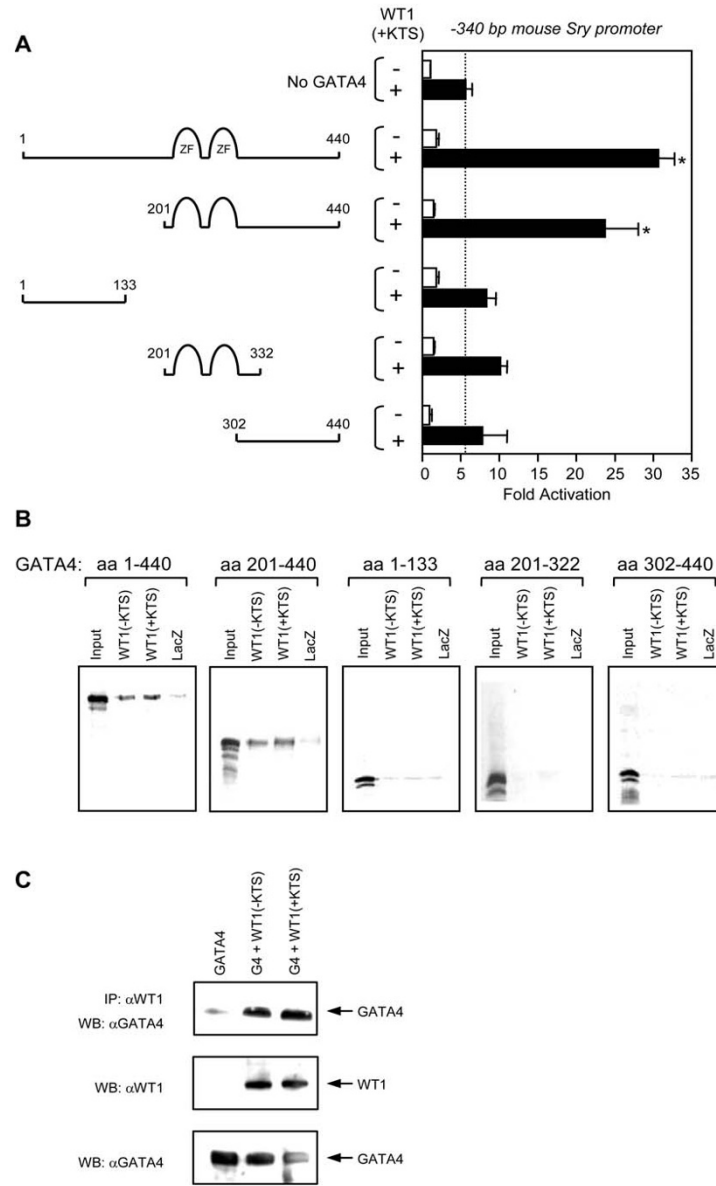 A
WT1
(+KTS)
-340 bp mouse Sry promoter
No GATA4
-
+
1
ZF
ZF
440
-
+
*
201
440
-
+
*
1
133
-
+
201
332
-
+
302
440
-
+
0
5
10
15
20
25
30
35
Fold Activation
B
GATA4:
aa 1-440
aa 201-440
aa 1-133
aa 201-322
aa 302-440
Input
WT1(-KTS)
WT1(+KTS)
LacZ
Input
WT1(-KTS)
WT1(+KTS)
LacZ
Input
WT1(-KTS)
WT1(+KTS)
LacZ
Input
WT1(-KTS)
WT1(+KTS)
LacZ
Input
WT1(-KTS)
WT1(+KTS)
LacZ
C
GATA4
G4 + WT1(-KTS)
G4 + WT1(+KTS)
IP: αWT1
WB: αGATA4
GATA4
WB: αWT1
WT1
WB: αGATA4
GATA4